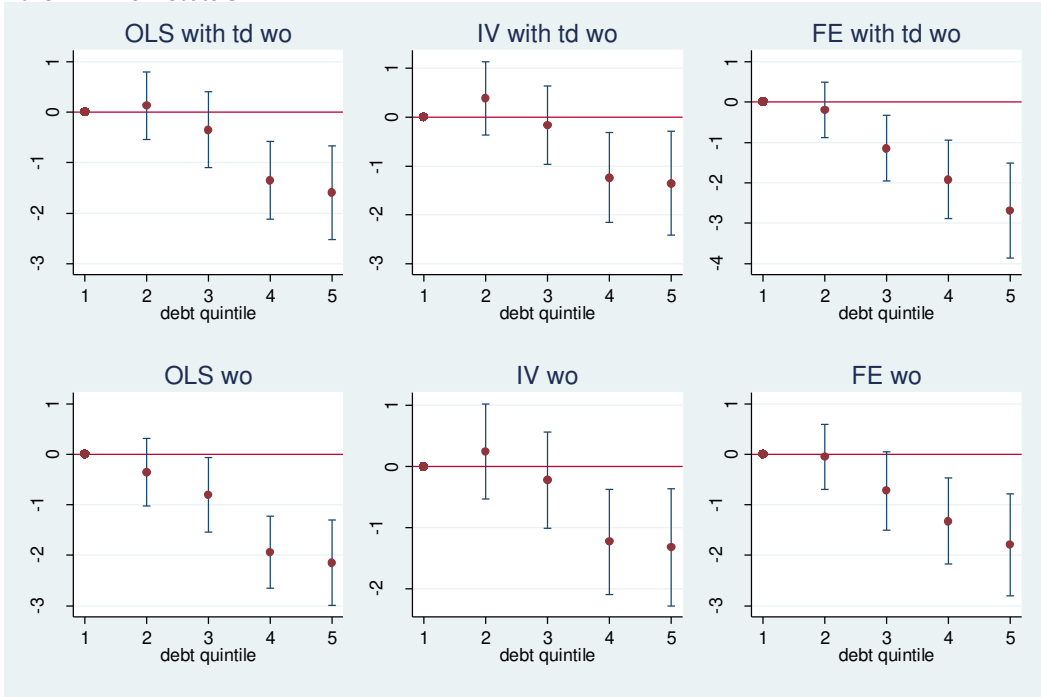 OLS with td wo
IV with td wo
FE with td wo
1
0
-1
-2
-3
1
0
-1
-2
-3
1
0
-1
-2
-3
-4
1 2 3 4 5
1 2 3 4 5
1 2 3 4 5
debt quintile
debt quintile
debt quintile
OLS wo
IV wo
FE wo
1
0
-1
-2
-3
1
0
-1
-2
1
0
-1
-2
-3
1 2 3 4 5
1 2 3 4 5
1 2 3 4 5
debt quintile
debt quintile
debt quintile